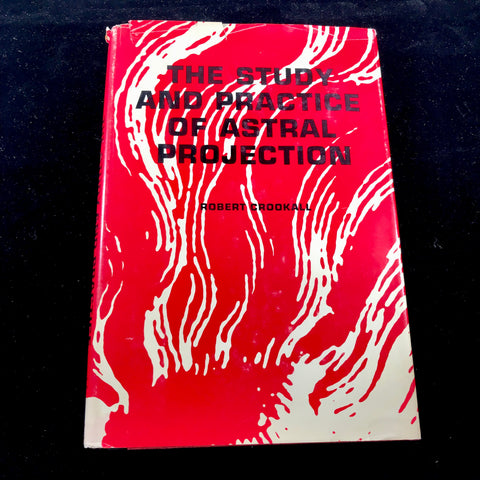 THE STUDY
AND PRACTICE
OF ASTRAL
PROJECTION
ROBERT CROOKALL